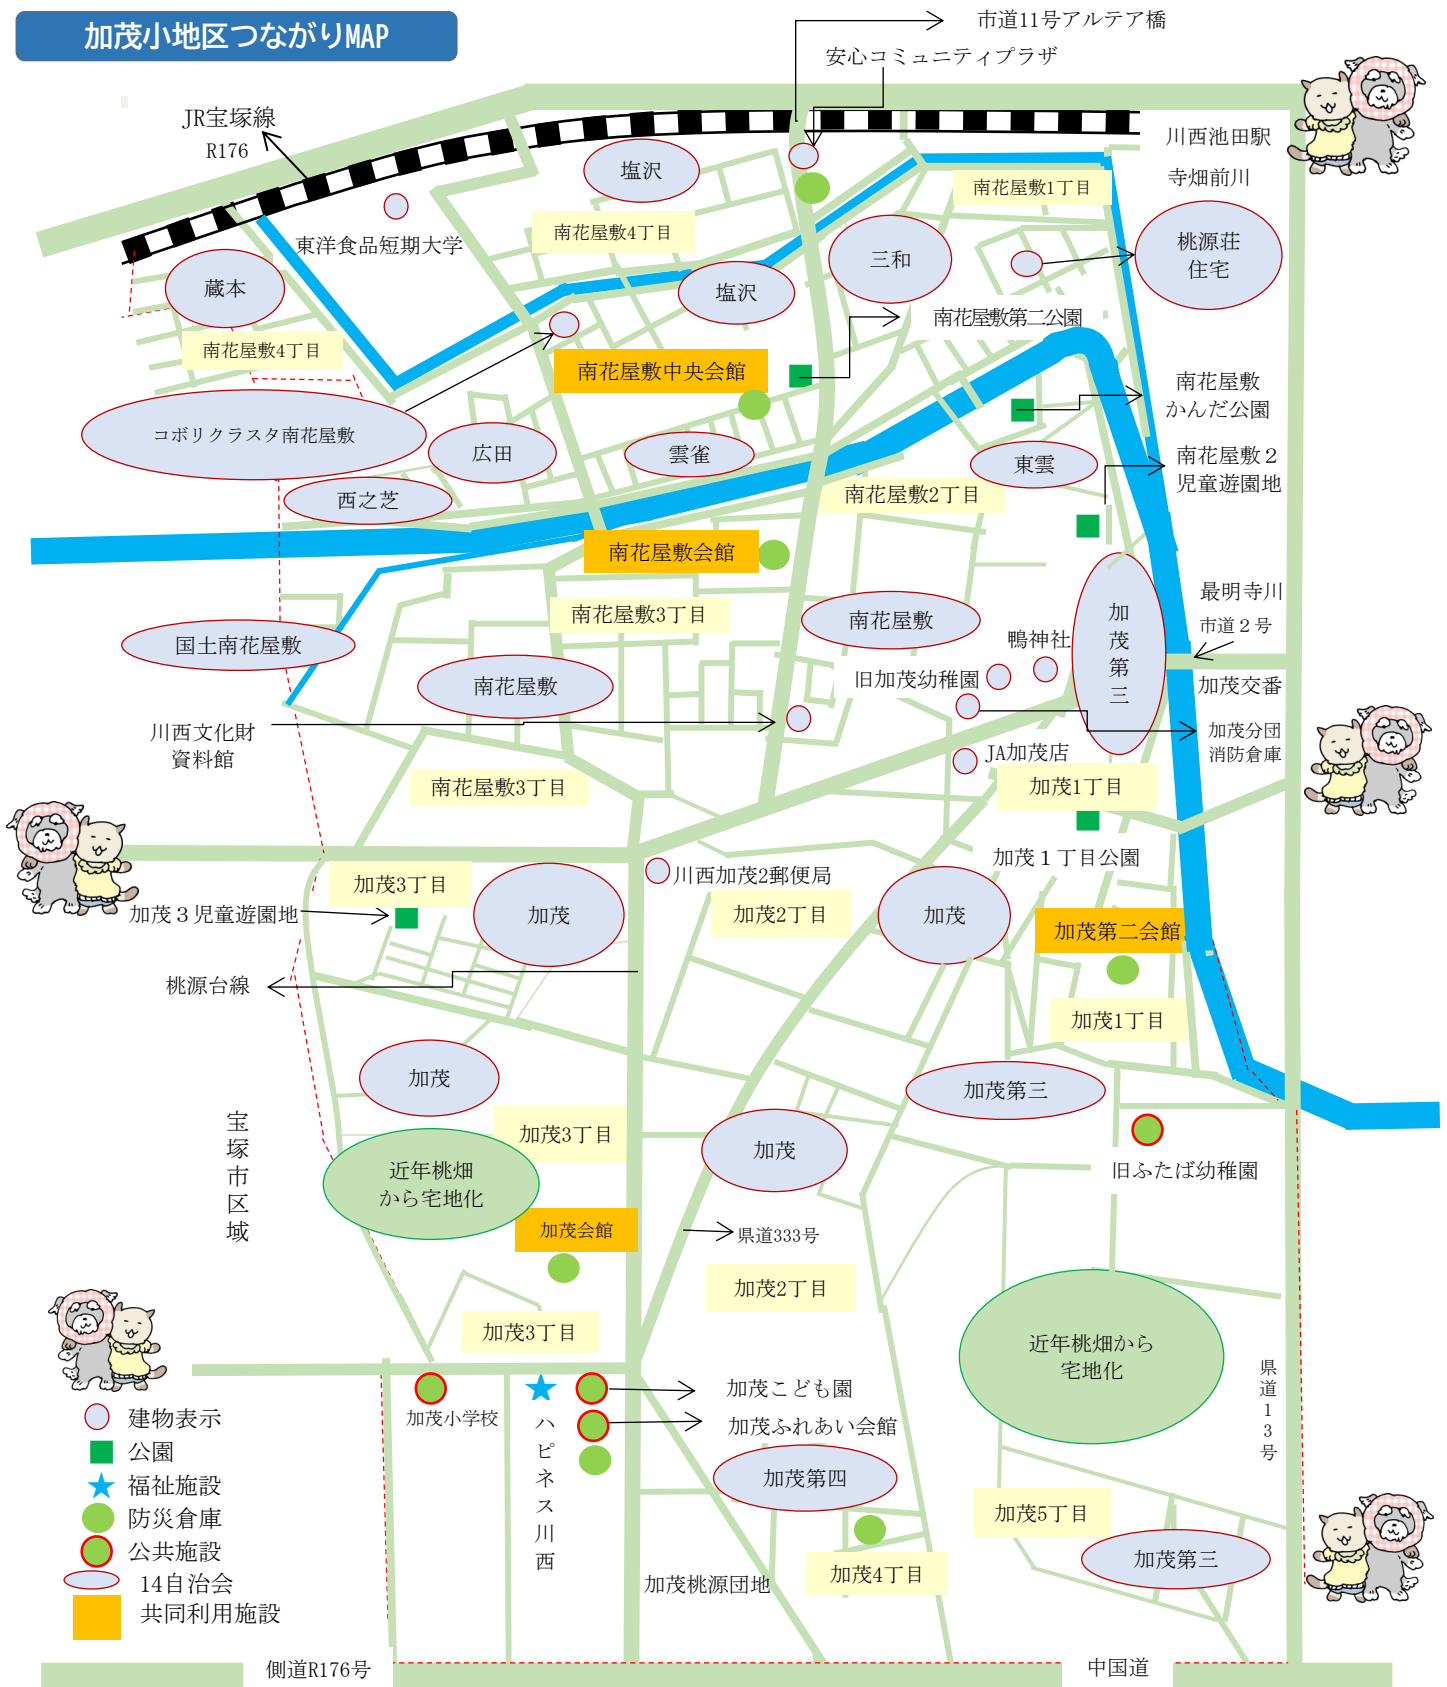 加茂小地区つながりMAP
市道11号アルテア橋
安心コミュニティプラザ
JR宝塚線
R176
川西池田駅
塩沢
寺畑前川
南花屋敷1丁目
東洋食品短期大学
南花屋敷4丁目
三和
桃源荘
住宅
蔵本
塩沢
南花屋敷第二公園
南花屋敷4丁目
南花屋敷中央会館
南花屋敷
かんだ公園
コボリクラスタ南花屋敷
広田
雲雀
東雲
南花屋敷2
児童遊園地
西之芝
南花屋敷2丁目
南花屋敷会館
最明寺川
市道2号
南花屋敷3丁目
南花屋敷
加茂第三
国土南花屋敷
鴨神社
旧加茂幼稚園
加茂交番
南花屋敷
川西文化財
資料館
加茂分団
消防倉庫
JA加茂店
南花屋敷3丁目
加茂1丁目
加茂1丁目公園
川西加茂2郵便局
加茂3丁目
加茂
加茂2丁目
加茂
加茂3児童遊園地
加茂第二会館
桃源台線
加茂1丁目
加茂
加茂第三
宝塚市区域
加茂3丁目
加茂
近年桃畑
から宅地化
旧ふたば幼稚園
加茂会館
県道333号
加茂2丁目
加茂3丁目
近年桃畑から
宅地化
県道13号
加茂こども園
加茂小学校
加茂ふれあい会館
ハピネス川西
建物表示
公園
福祉施設
防災倉庫
公共施設
14自治会
共同利用施設
加茂第四
加茂5丁目
加茂第三
加茂桃源団地
加茂4丁目
側道R176号
中国道